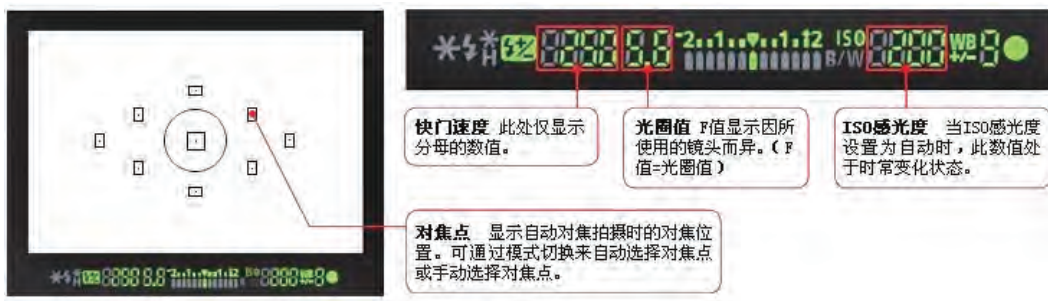 -2..1..▼..1.:2 ISO
B/W
WB
+/-
快门速度 此处仅显示
分母的数值。
光圈值 F值显示因所
使用的镜头而异。(F
值=光圈值)
ISO感光度 当ISO感光度
设置为自动时,此数值处
于时常变化状态。
对焦点 显示自动对焦拍摄时的对焦位
置。可通过模式切换来自动选择对焦点
或手动选择对焦点。